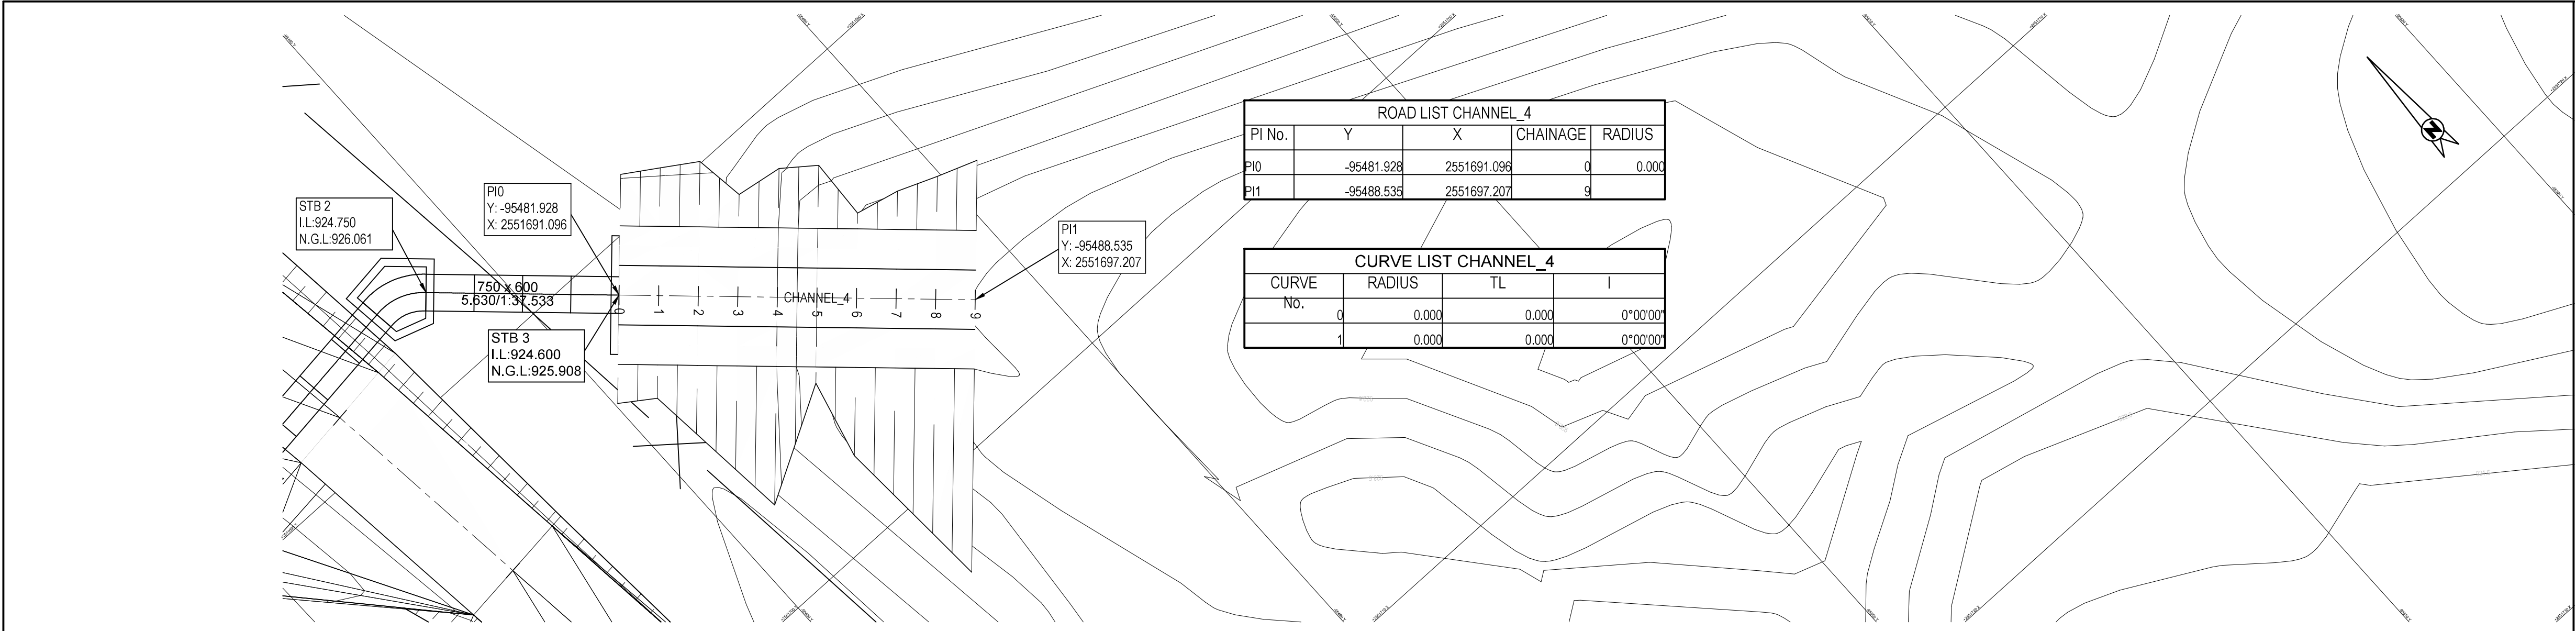 STB 2
I.L:924.750
N.G.L:926.061
PI0
Y: -95481.928
X: 2551691.096
750 x 600
5.630/1:37.533
STB 3
I.L:924.600
N.G.L:925.908
CHANNEL_4
0 1 2 3 4 5 6 7 8 9
PI1
Y: -95488.535
X: 2551697.207
ROAD LIST CHANNEL_4
PI No. Y X CHAINAGE RADIUS
PI0 -95481.928 2551691.096 0 0.000
PI1 -95488.535 2551697.207 9
CURVE LIST CHANNEL_4
CURVE No. RADIUS TL I
0 0.000 0.000 0°00'00"
1 0.000 0.000 0°00'00"
N